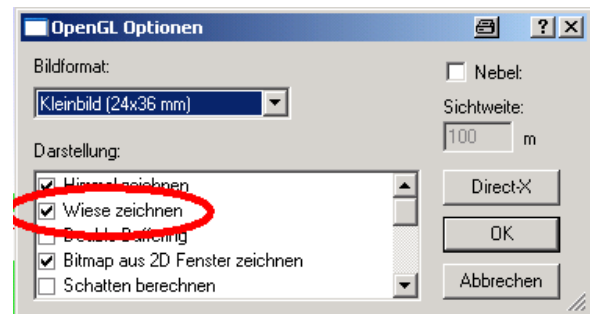 OpenGL Optionen
Bildformat:
Kleinbild (24x36 mm)
Darstellung:
Himmel zeichnen
Wiese zeichnen
Double Buffering
Bitmap aus 2D Fenster zeichnen
Schatten berechnen
Nebel:
Sichtweite:
100 m
Direct-X
OK
Abbrechen